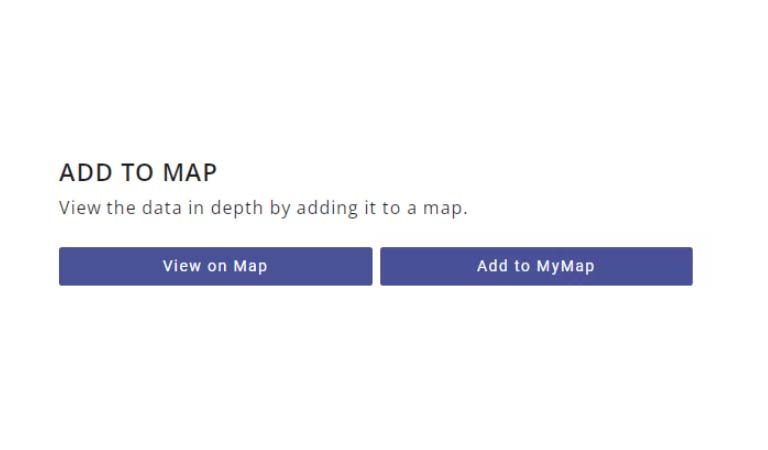 ADD TO MAP
View the data in depth by adding it to a map.
View on Map
Add to MyMap